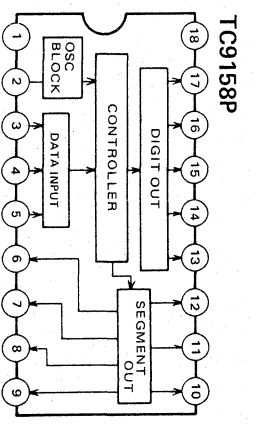 TC9158P
18 17 16 15 14 13 12 11 10
DIGIT OUT
SEGMENT
OUT
CONTROLLER
OSC
BLOCK
DATA INPUT
1 2 3 4 5 6 7 8 9